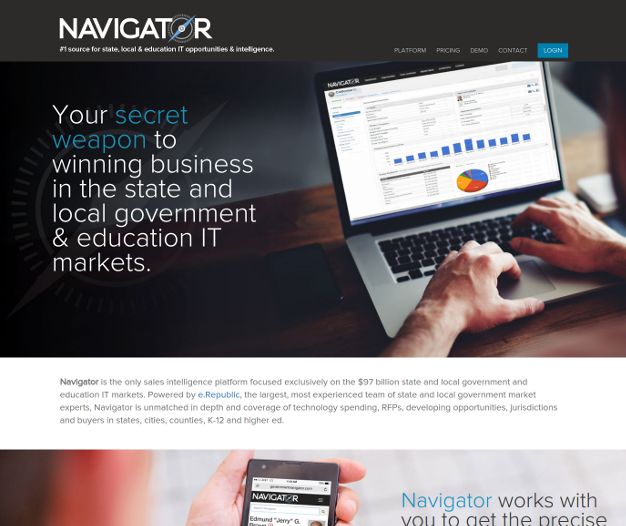 NAVIGATOR
#1 source for state, local & education IT opportunities & intelligence.
PLATFORM PRICING DEMO CONTACT LOGIN
NAVIGATOR
Your secret
weapon to
winning business
in the state and
local government
& education IT
markets.
Navigator is the only sales intelligence platform focused exclusively on the $97 billion state and local government and
education IT markets. Powered by e.Republic, the largest, most experienced team of state and local government market
experts, Navigator is unmatched in depth and coverage of technology spending, RFPs, developing opportunities, jurisdictions
and buyers in states, cities, counties, K-12 and higher ed.
governmentnavigator.com
NAVIGATOR
Edmund "Jerry" G.
Navigator works with
you to get the precise